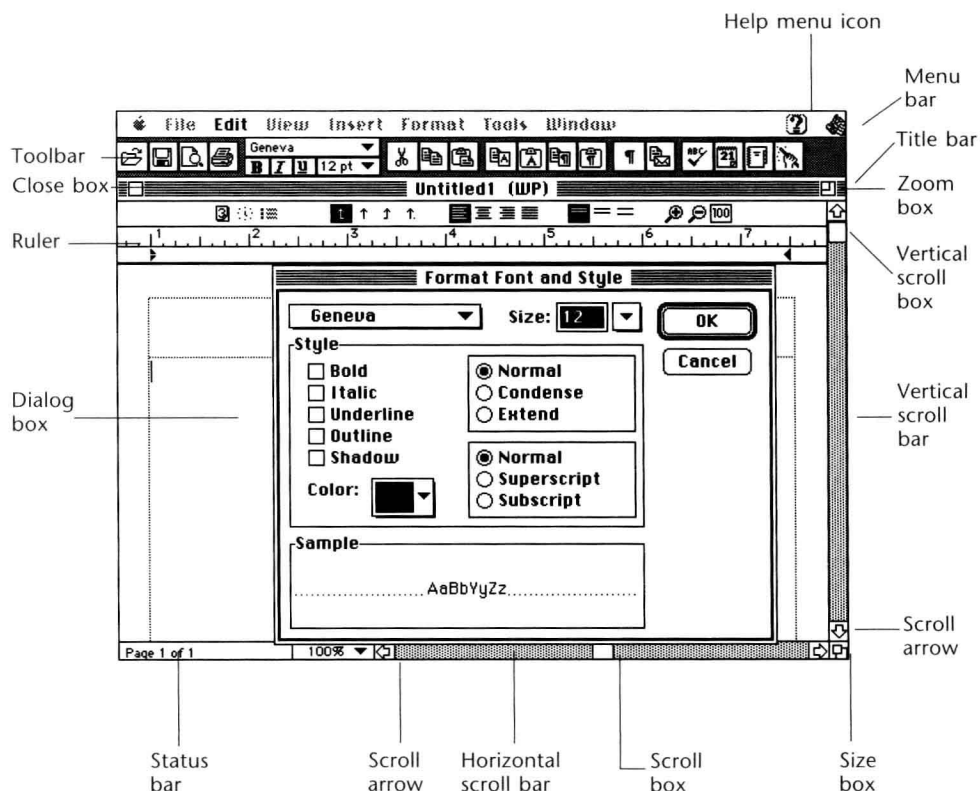 Help menu icon
Menu
bar
File Edit View Insert Format Tools Window
Toolbar
Geneva
B I U 12 pt
ABC
21
Title bar
Close box
Untitled1 (WP)
Zoom
box
3
100
Ruler
1 2 3 4 5 6 7
Vertical
scroll
box
Format Font and Style
Geneva
Size: 12
OK
Cancel
Style
Bold
Italic
Underline
Outline
Shadow
Normal
Condense
Extend
Normal
Superscript
Subscript
Color:
Dialog
box
Vertical
scroll
bar
Sample
AaBbYyZz
Scroll
arrow
Page 1 of 1
100%
Status
bar
Scroll
arrow
Horizontal
scroll bar
Scroll
box
Size
box